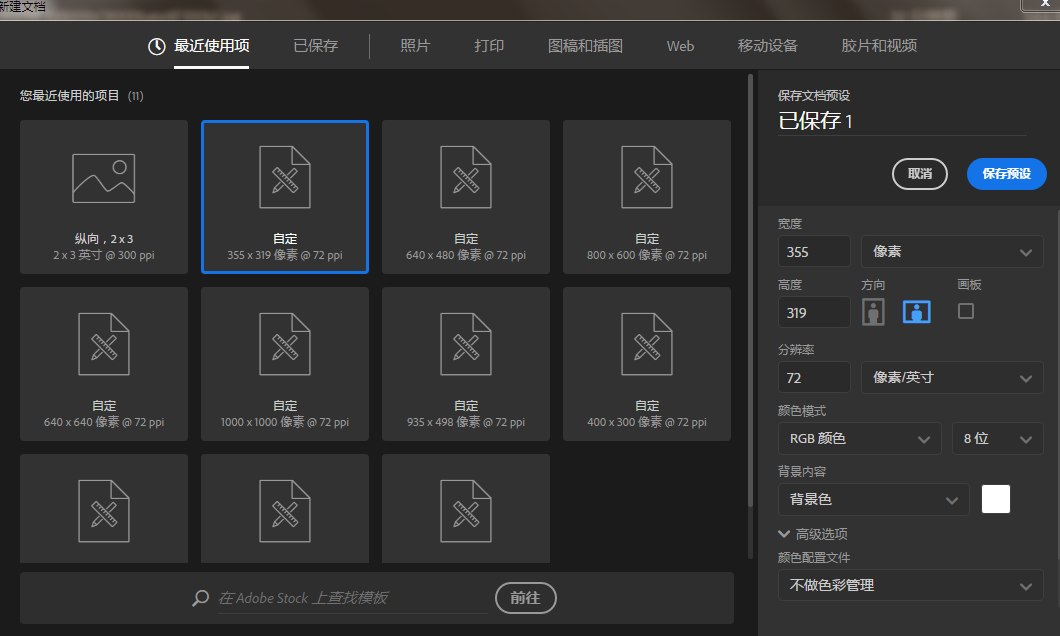 新建文档
最近使用项 已保存 照片 打印 图稿和插图 Web 移动设备 胶片和视频
您最近使用的项目 (11)
纵向，2 x 3
2 x 3 英寸 @ 300 ppi
自定
355 x 319 像素 @ 72 ppi
自定
640 x 480 像素 @ 72 ppi
自定
800 x 600 像素 @ 72 ppi
自定
640 x 640 像素 @ 72 ppi
自定
1000 x 1000 像素 @ 72 ppi
自定
935 x 498 像素 @ 72 ppi
自定
400 x 300 像素 @ 72 ppi
在 Adobe Stock 上查找模板 前往
保存文档预设
已保存 1
取消 保存预设
宽度
355 像素
高度 方向 画板
319
分辨率
72 像素/英寸
颜色模式
RGB 颜色 8 位
背景内容
背景色
高级选项
颜色配置文件
不做色彩管理